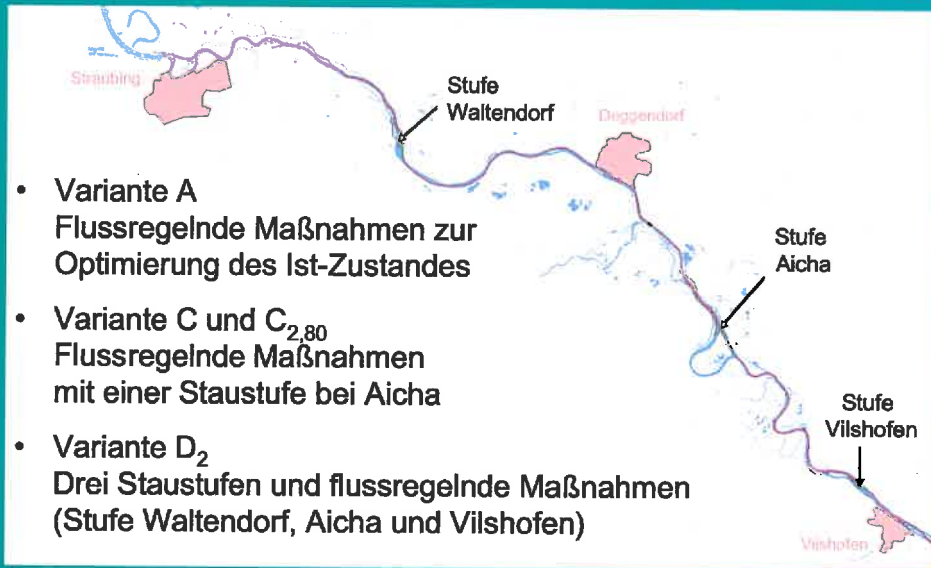 Straubing
Stufe
Waltendorf
Deggendorf
• Variante A
Flussregelnde Maßnahmen zur
Optimierung des Ist-Zustandes
Stufe
Aicha
• Variante C und C2,80
Flussregelnde Maßnahmen
mit einer Staustufe bei Aicha
Stufe
Vilshofen
• Variante D2
Drei Staustufen und flussregelnde Maßnahmen
(Stufe Waltendorf, Aicha und Vilshofen)
Vilshofen